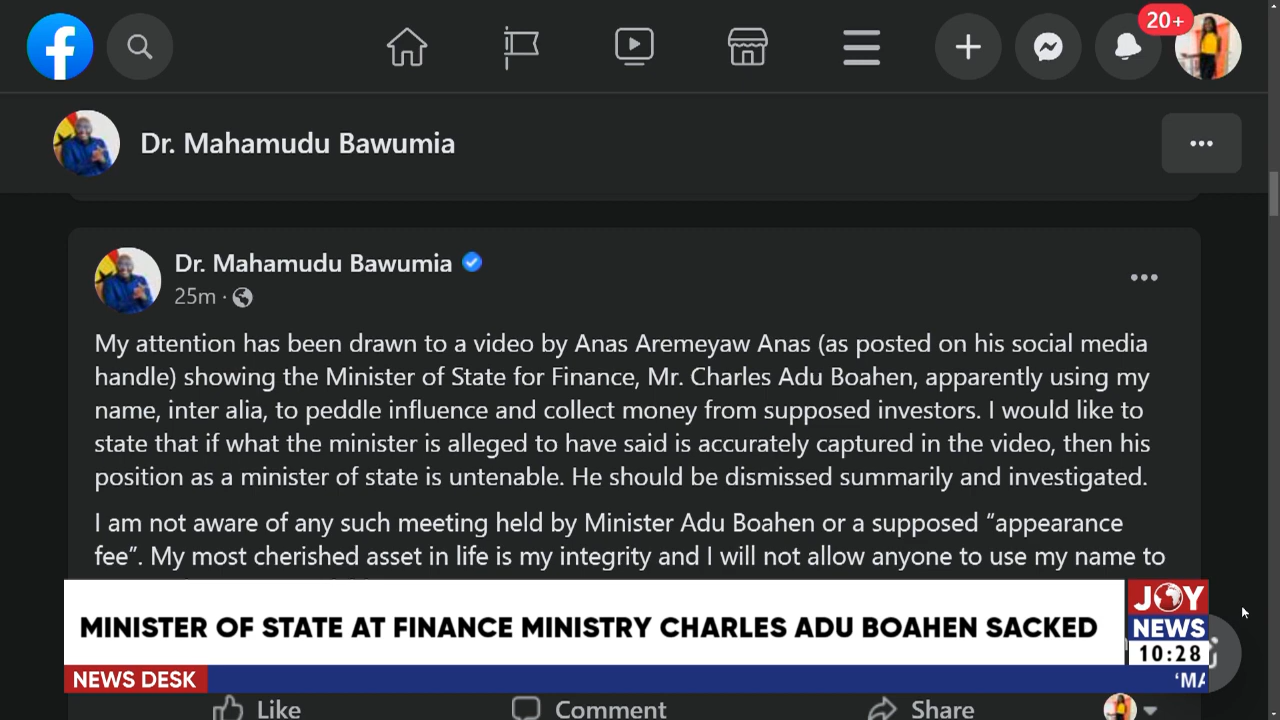 20+
Dr. Mahamudu Bawumia
Dr. Mahamudu Bawumia
25m ·
My attention has been drawn to a video by Anas Aremeyaw Anas (as posted on his social media
handle) showing the Minister of State for Finance, Mr. Charles Adu Boahen, apparently using my
name, inter alia, to peddle influence and collect money from supposed investors. I would like to
state that if what the minister is alleged to have said is accurately captured in the video, then his
position as a minister of state is untenable. He should be dismissed summarily and investigated.
I am not aware of any such meeting held by Minister Adu Boahen or a supposed “appearance
fee”. My most cherished asset in life is my integrity and I will not allow anyone to use my name to
MINISTER OF STATE AT FINANCE MINISTRY CHARLES ADU BOAHEN SACKED
JOY
NEWS
10:28
NEWS DESK
‘MA
Like
Comment
Share